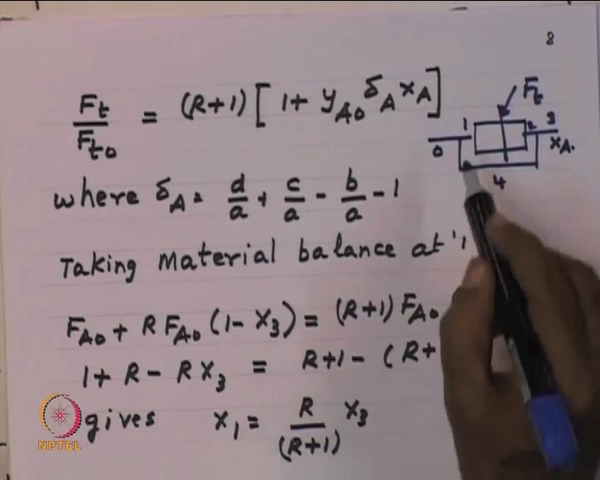 8
Ft/Ft0 = (R+1) [1 + yA0 δA xA]
Ft
0 1 2 3
xA.
4
where δA = d/a + c/a - b/a - 1
Taking Material balance at '1
FA0 + R FA0 (1 - X3) = (R+1) FA0
1 + R - R X3 = R+1 - (R+
gives x1 = R/(R+1) X3
NPTEL